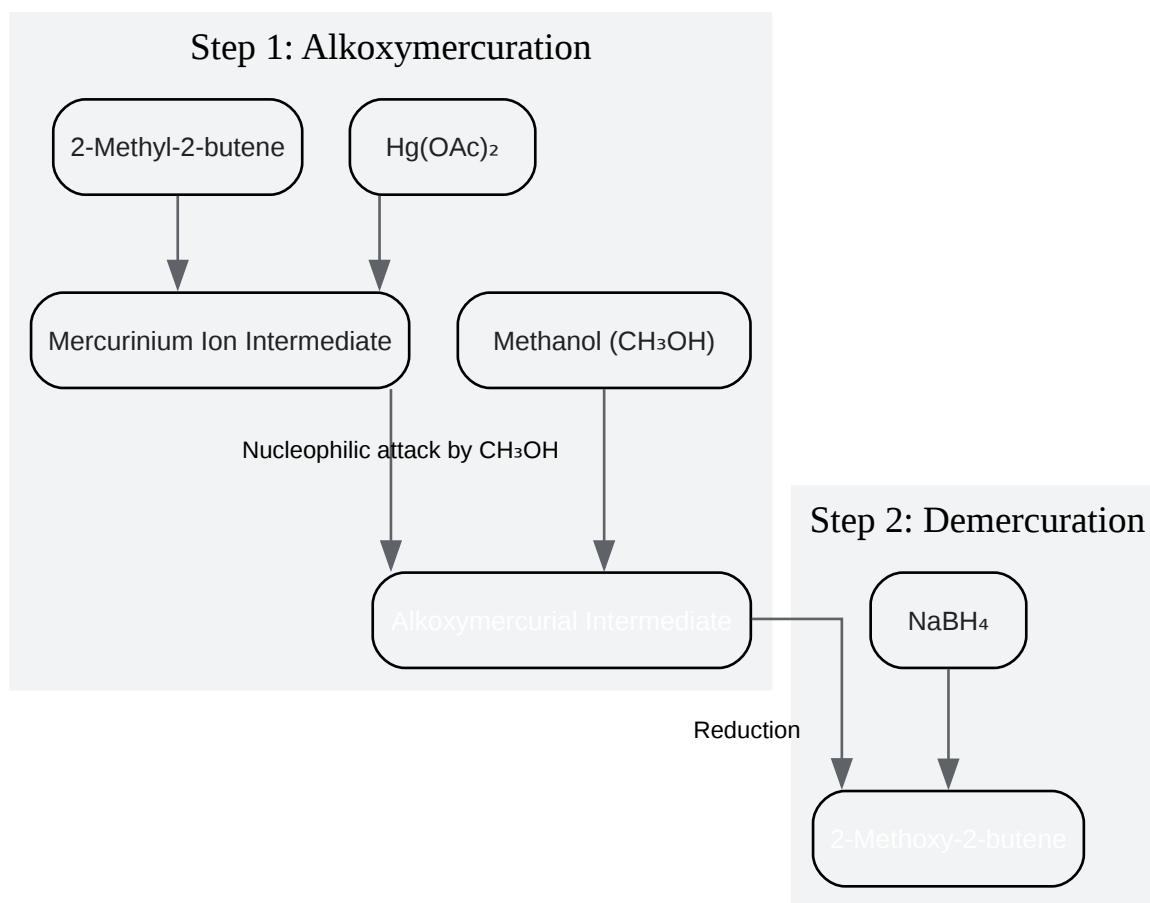 Step 1: Alkoxymercuration
2-Methyl-2-butene
Hg(OAc)₂
Mercurinium Ion Intermediate
Methanol (CH₃OH)
Nucleophilic attack by CH₃OH
Step 2: Demercuration
Alkoxymercurial Intermediate
NaBH₄
Reduction
2-Methoxy-2-butene